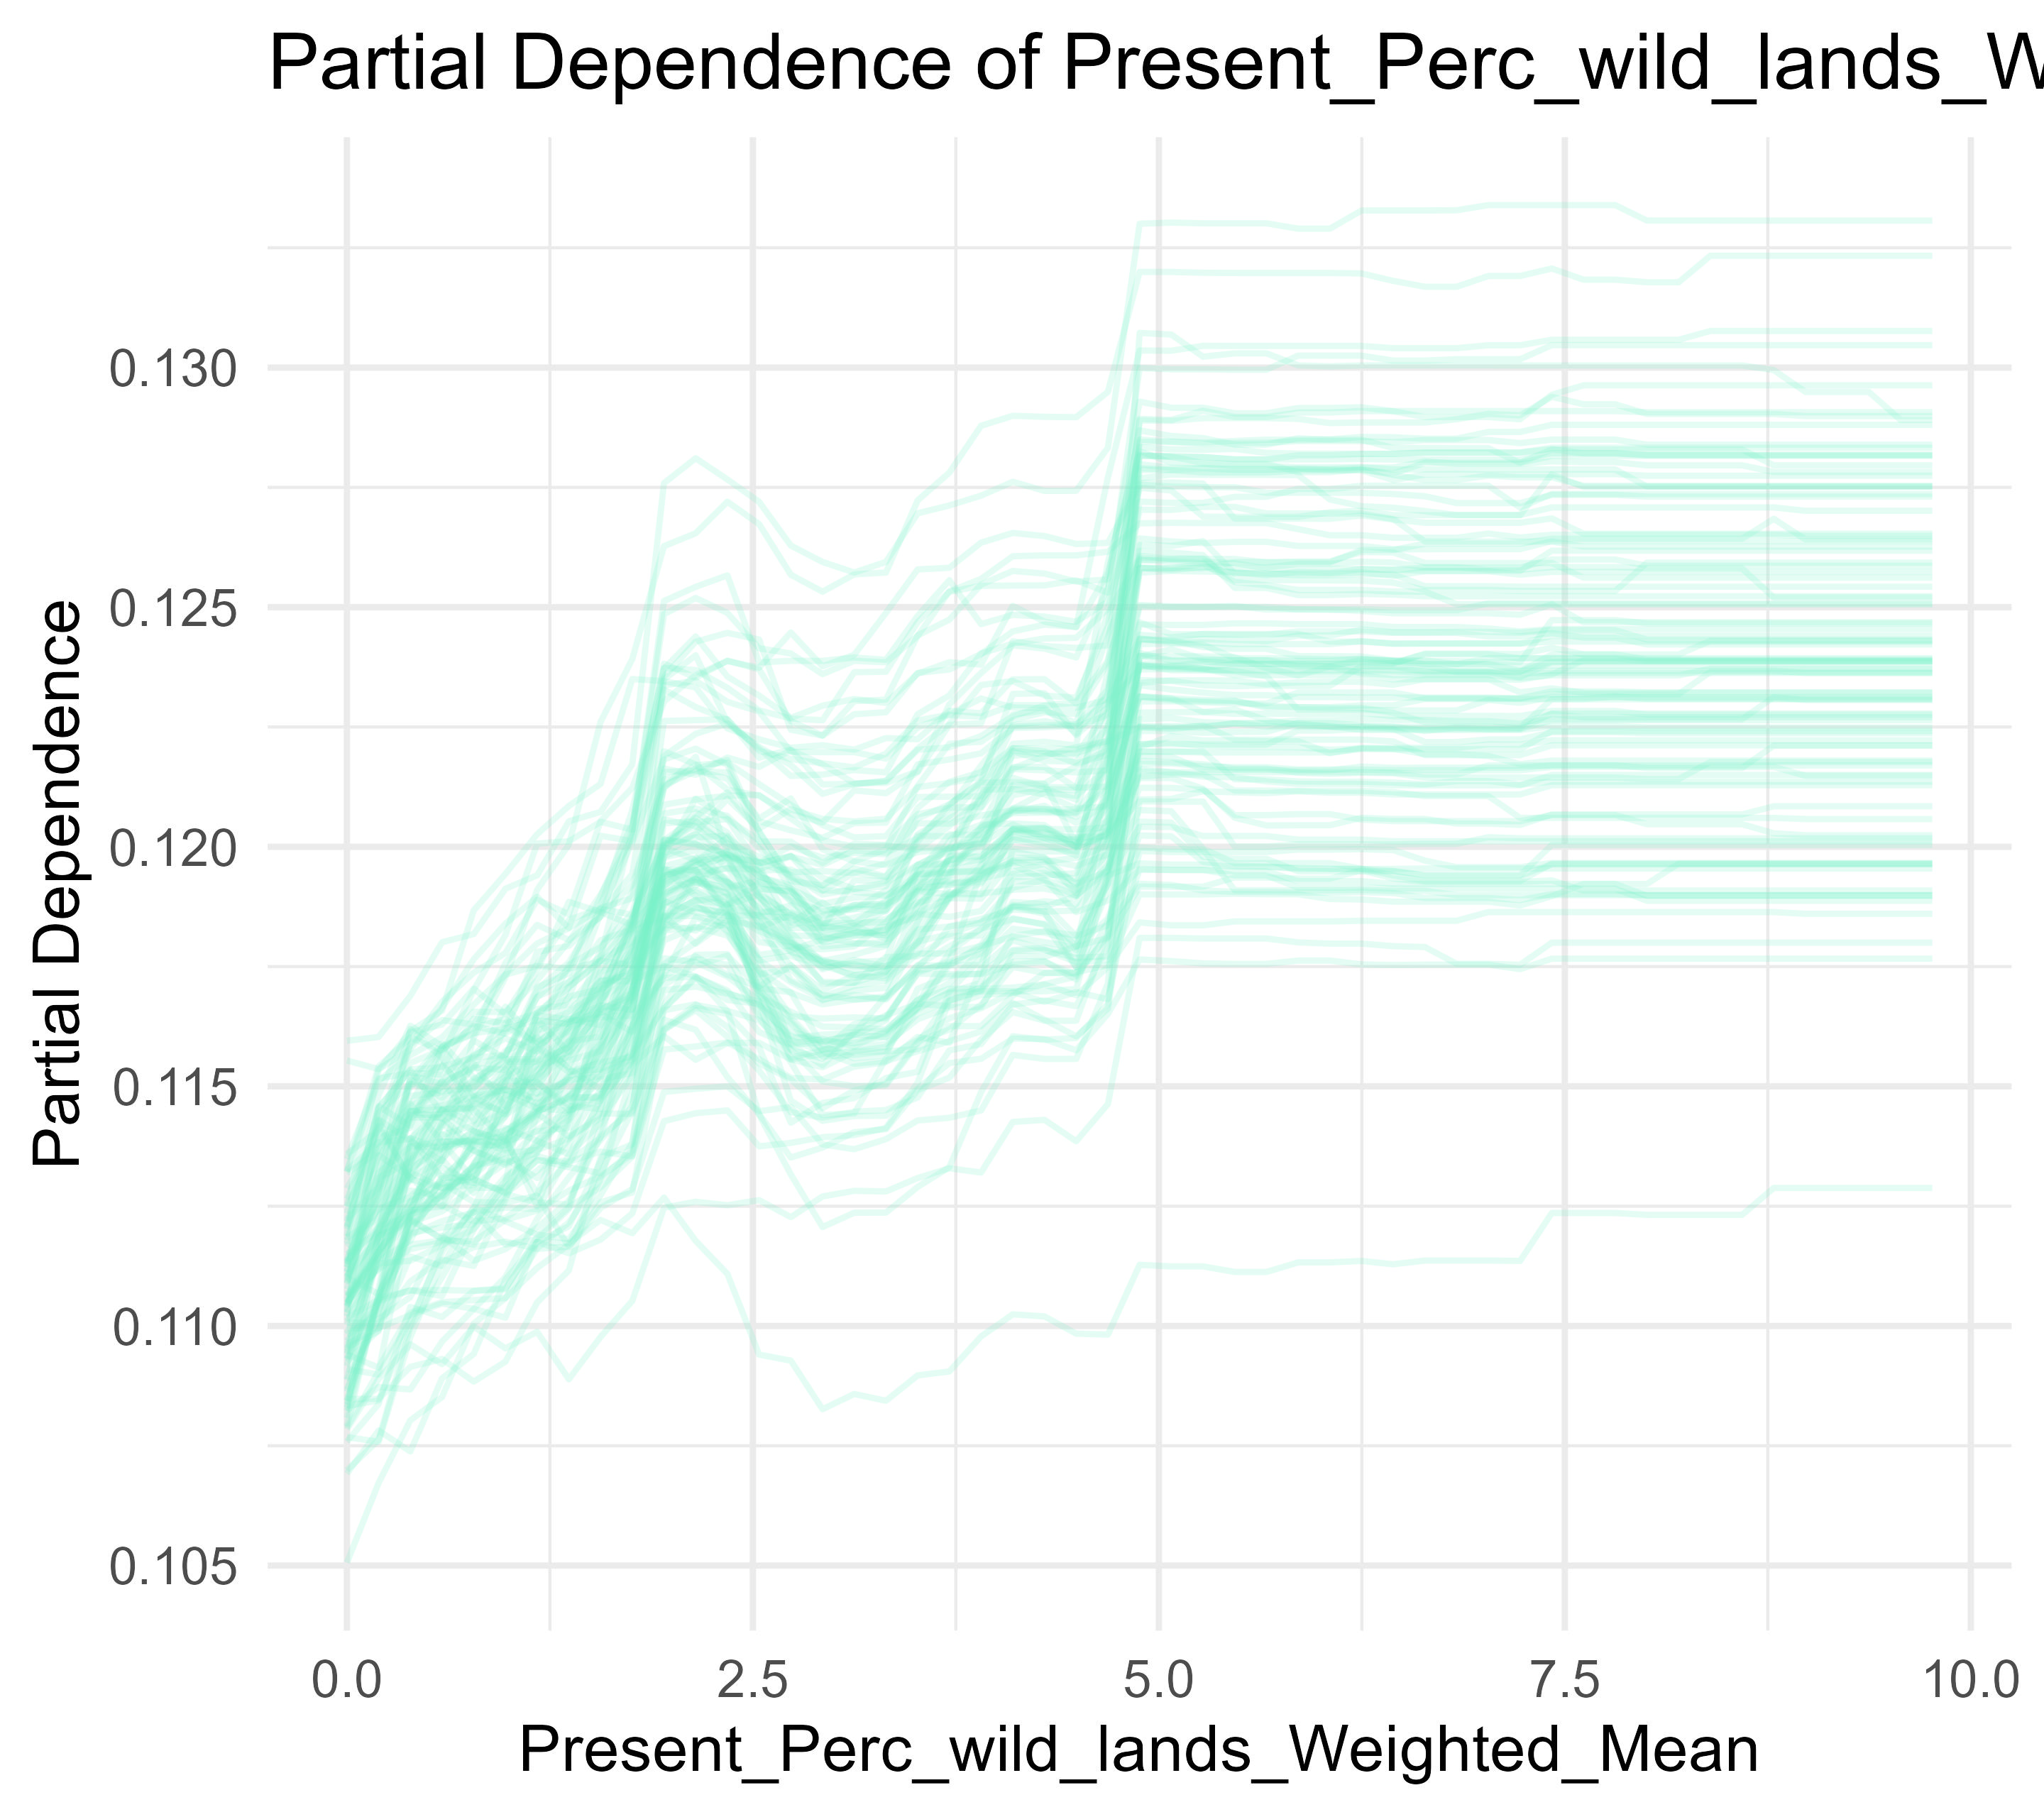 Partial Dependence of Present_Perc_wild_lands_W
Partial Dependence
0.130
0.125
0.120
0.115
0.110
0.105
0.0 2.5 5.0 7.5 10.0
Present_Perc_wild_lands_Weighted_Mean